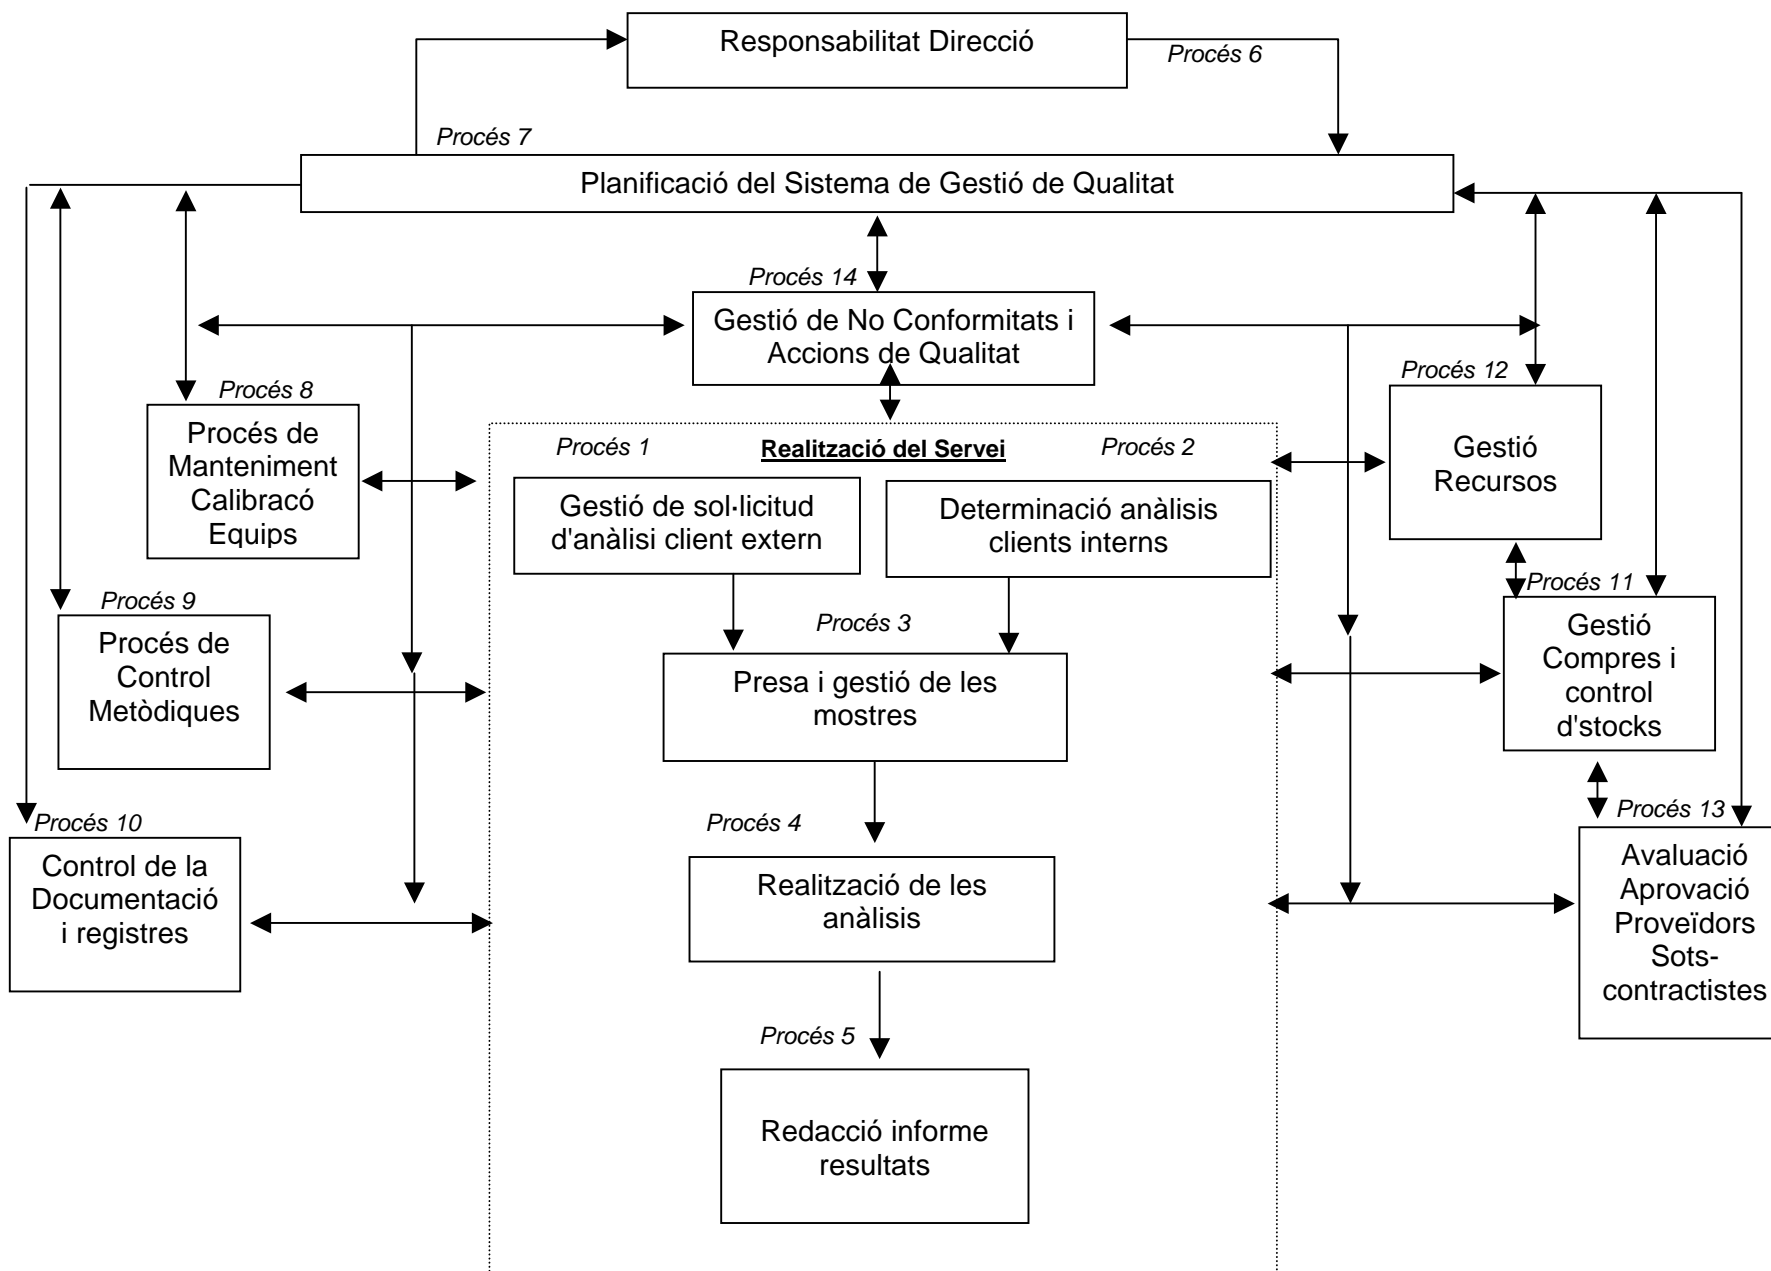 Responsabilitat Direcció
Procés 6
Procés 7
Planificació del Sistema de Gestió de Qualitat
Procés 14
Gestió de No Conformitats i
Accions de Qualitat
Procés 8
Procés de
Manteniment
Calibracó
Equips
Procés 12
Gestió
Recursos
Procés 1
Realització del Servei
Procés 2
Gestió de sol·licitud
d'anàlisi client extern
Determinació anàlisis
clients interns
Procés 9
Procés de
Control
Metòdiques
Procés 3
Presa i gestió de les
mostres
Procés 11
Gestió
Compres i
control
d'stocks
Procés 10
Control de la
Documentació
i registres
Procés 4
Realització de les
anàlisis
Procés 13
Avaluació
Aprovació
Proveïdors
Sots-
contractistes
Procés 5
Redacció informe
resultats